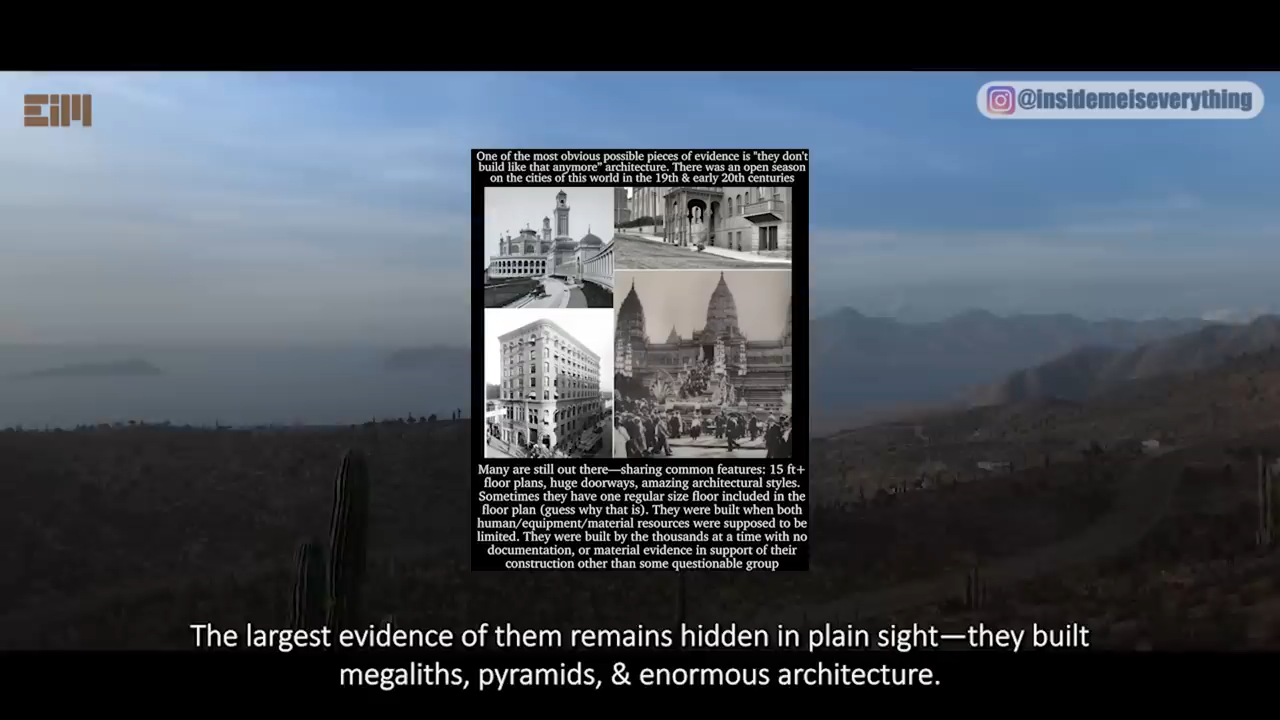 EiM
@insidemeiseverything
One of the most obvious possible pieces of evidence is "they don't
build like that anymore" architecture. There was an open season
on the cities of this world in the 19th & early 20th centuries
Many are still out there—sharing common features: 15 ft+
floor plans, huge doorways, amazing architectural styles.
Sometimes they have one regular size floor included in the
floor plan (guess why that is). They were built when both
human/equipment/material resources were supposed to be
limited. They were built by the thousands at a time with no
documentation, or material evidence in support of their
construction other than some questionable group
The largest evidence of them remains hidden in plain sight—they built
megaliths, pyramids, & enormous architecture.